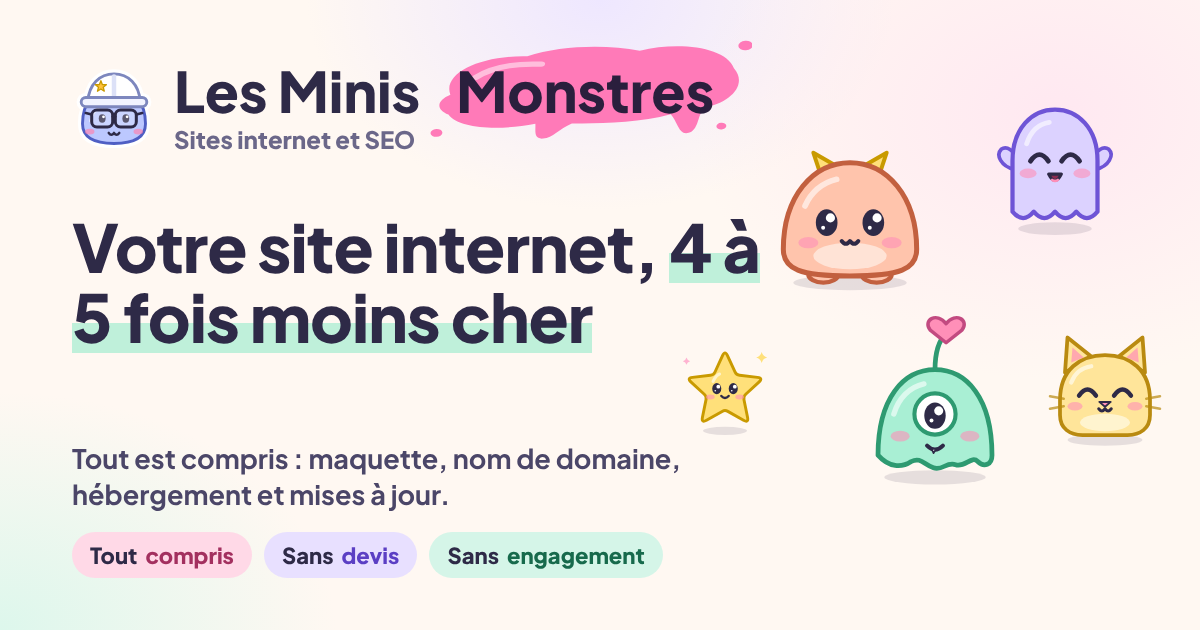 Les Minis Monstres
Sites internet et SEO
Votre site internet, 4 à
5 fois moins cher
Tout est compris : maquette, nom de domaine,
hébergement et mises à jour.
Tout compris
Sans devis
Sans engagement